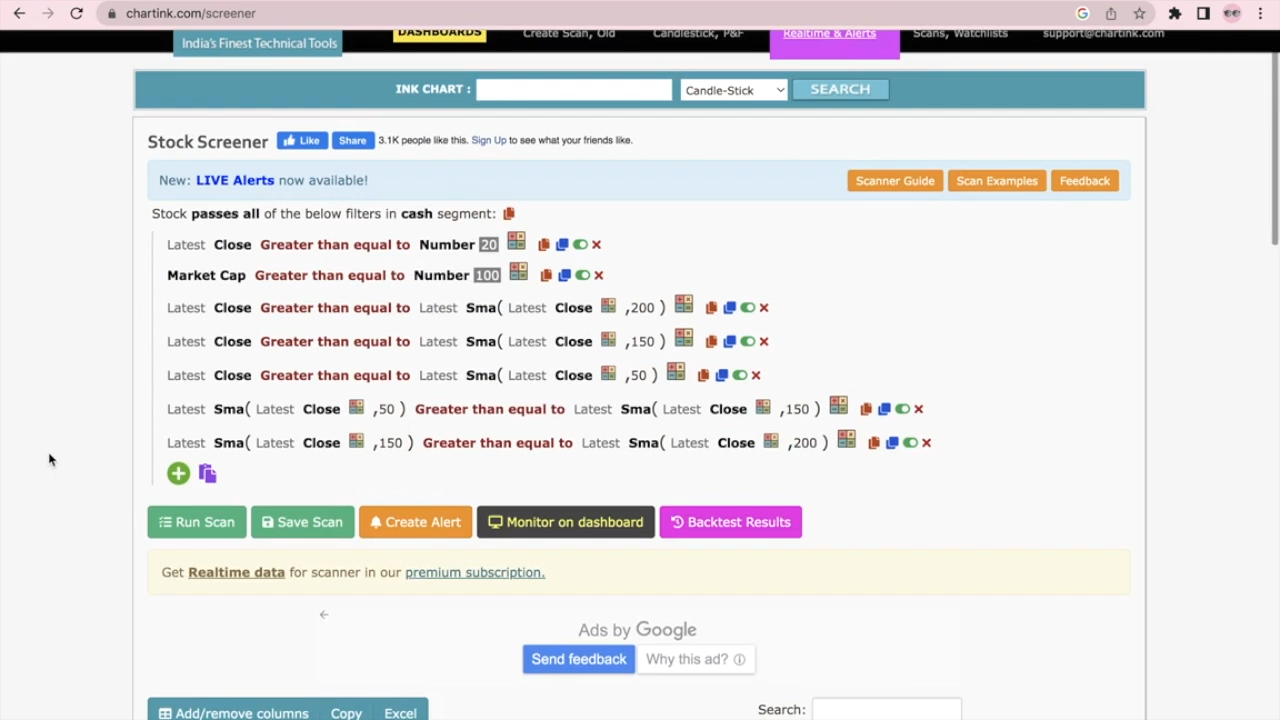 chartink.com/screener
India's Finest Technical Tools
DASHBOARDS
Create Scan, Old
Candlestick, P&F
Realtime & Alerts
Scans, Watchlists
support@chartink.com
INK CHART : Candle-Stick SEARCH
Stock Screener Like Share 3.1K people like this. Sign Up to see what your friends like.
New: LIVE Alerts now available! Scanner Guide Scan Examples Feedback
Stock passes all of the below filters in cash segment:
Latest Close Greater than equal to Number 20
Market Cap Greater than equal to Number 100
Latest Close Greater than equal to Latest Sma( Latest Close ,200 )
Latest Close Greater than equal to Latest Sma( Latest Close ,150 )
Latest Close Greater than equal to Latest Sma( Latest Close ,50 )
Latest Sma( Latest Close ,50 ) Greater than equal to Latest Sma( Latest Close ,150 )
Latest Sma( Latest Close ,150 ) Greater than equal to Latest Sma( Latest Close ,200 )
Run Scan Save Scan Create Alert Monitor on dashboard Backtest Results
Get Realtime data for scanner in our premium subscription.
Ads by Google
Send feedback Why this ad?
Add/remove columns Copy Excel Search: